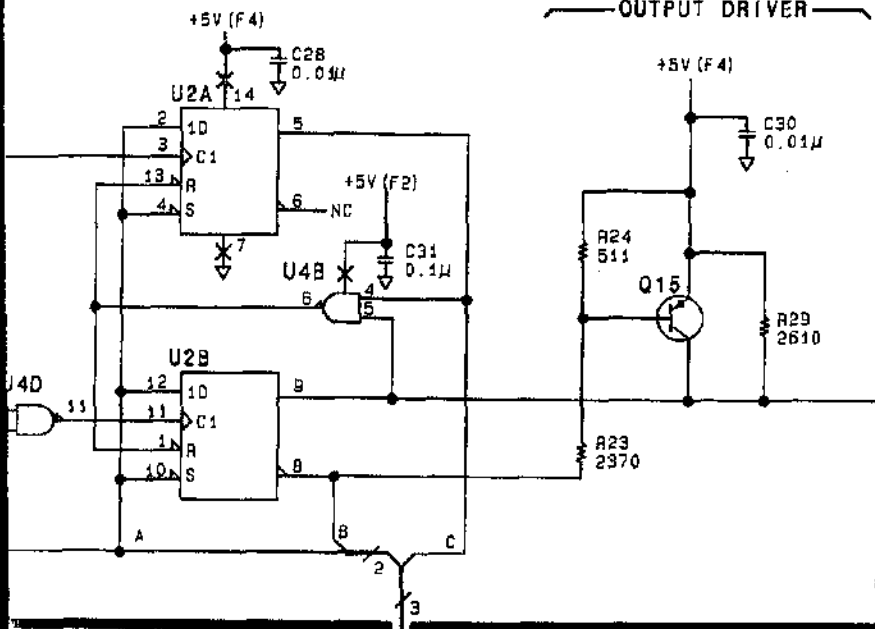 OUTPUT DRIVER
+5V (F4)
C28
0.01µ
U2A
14
2
1D
5
3
C1
13
R
6
NC
4
S
7
+5V (F2)
C31
0.1µ
U4B
6
4
5
+5V (F4)
C30
0.01µ
R24
511
Q15
R29
2610
U2B
12
1D
9
U4D
11
11
C1
1
R
8
10
S
R23
2370
A
B
C
2
3